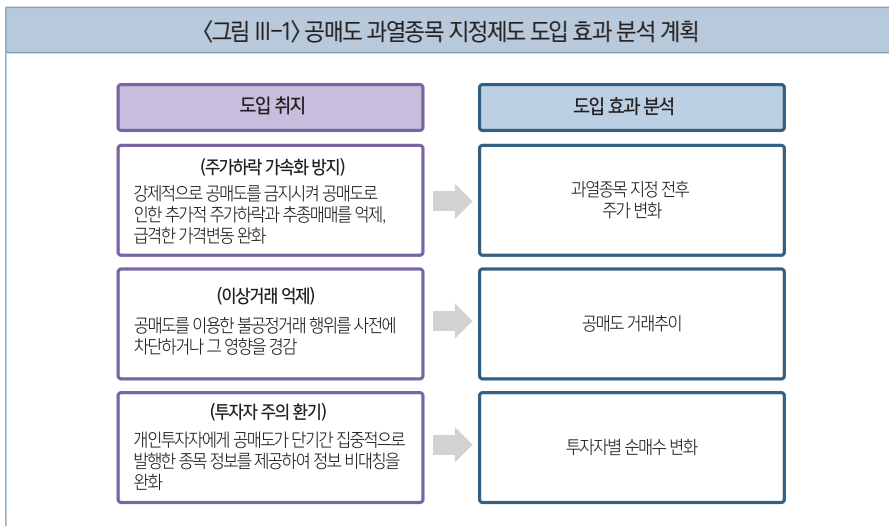 〈그림 III-1〉 공매도 과열종목 지정제도 도입 효과 분석 계획
도입 취지
도입 효과 분석
(주가하락 가속화 방지)
강제적으로 공매도를 금지시켜 공매도로
인한 추가적 주가하락과 추종매매를 억제,
급격한 가격변동 완화
과열종목 지정 전후
주가 변화
(이상거래 억제)
공매도를 이용한 불공정거래 행위를 사전에
차단하거나 그 영향을 경감
공매도 거래추이
(투자자 주의 환기)
개인투자자에게 공매도가 단기간 집중적으로
발행한 종목 정보를 제공하여 정보 비대칭을
완화
투자자별 순매수 변화